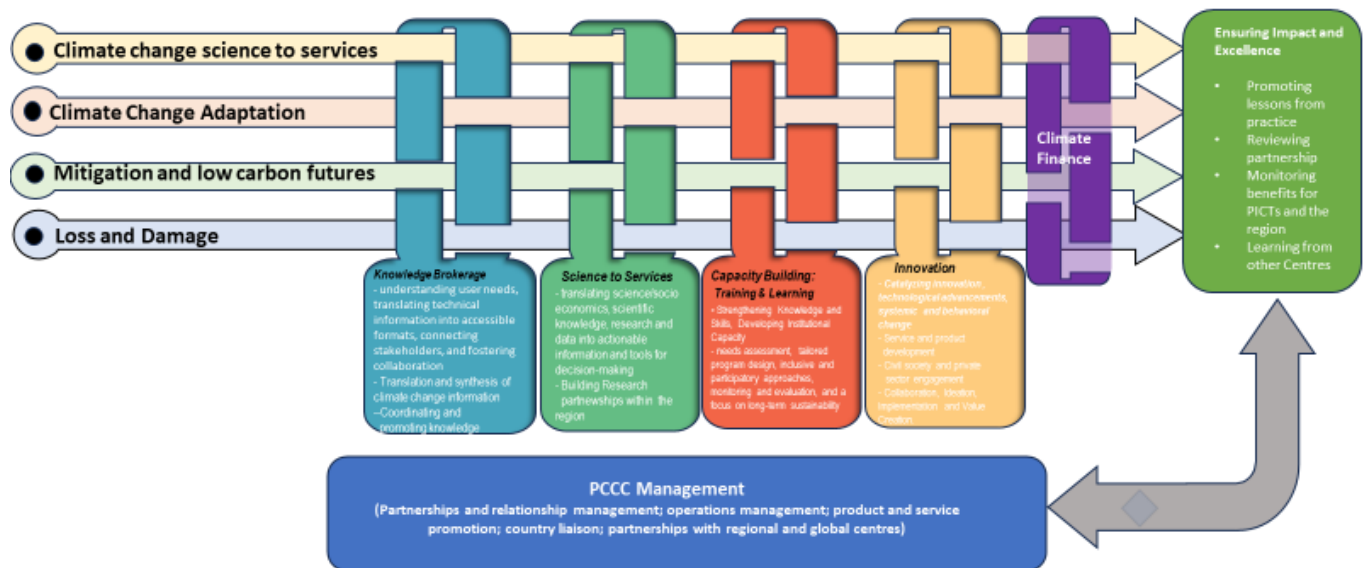 Climate change science to services
Climate Change Adaptation
Mitigation and low carbon futures
Loss and Damage
Knowledge Brokerage
- understanding user needs,
translating technical
information into accessible
formats, connecting
stakeholders, and fostering
collaboration
- Translation and synthesis of
climate change information
–Coordinating and
promoting knowledge
Science to Services
- translating science/socio
economics, scientific
knowledge, research and
data into actionable
information and tools for
decision-making
- Building Research
partnewships within the
region
Capacity Building:
Training & Learning
• Strengthening Knowledge and
Skills, Developing Institutional
Capacity
- needs assessment, tailored
program design, inclusive and
participatory approaches,
monitoring and evaluation, and a
focus on long-term sustainability
Innovation
- Catalyzing innovation,
technological advancements,
systemic and behavioral
change
- Service and product
development
- Civil society and private
sector engagement
- Collaboration, Ideation,
Implementation and Value
Creation
Climate
Finance
Ensuring Impact and
Excellence
• Promoting
lessons from
practice
• Reviewing
partnership
• Monitoring
benefits for
PICTs and the
region
• Learning from
other Centres
PCCC Management
(Partnerships and relationship management; operations management; product and service
promotion; country liaison; partnerships with regional and global centres)